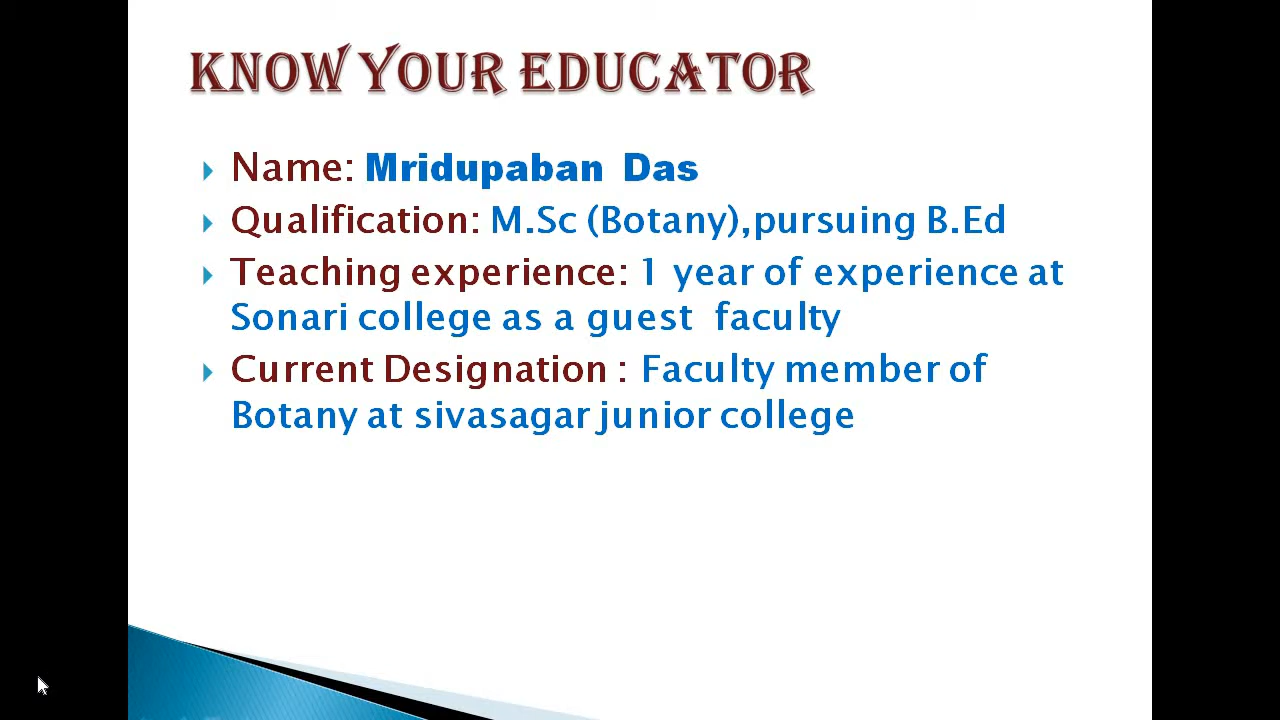 KNOW YOUR EDUCATOR
Name: Mridupaban Das
Qualification: M.Sc (Botany),pursuing B.Ed
Teaching experience: 1 year of experience at
Sonari college as a guest faculty
Current Designation : Faculty member of
Botany at sivasagar junior college